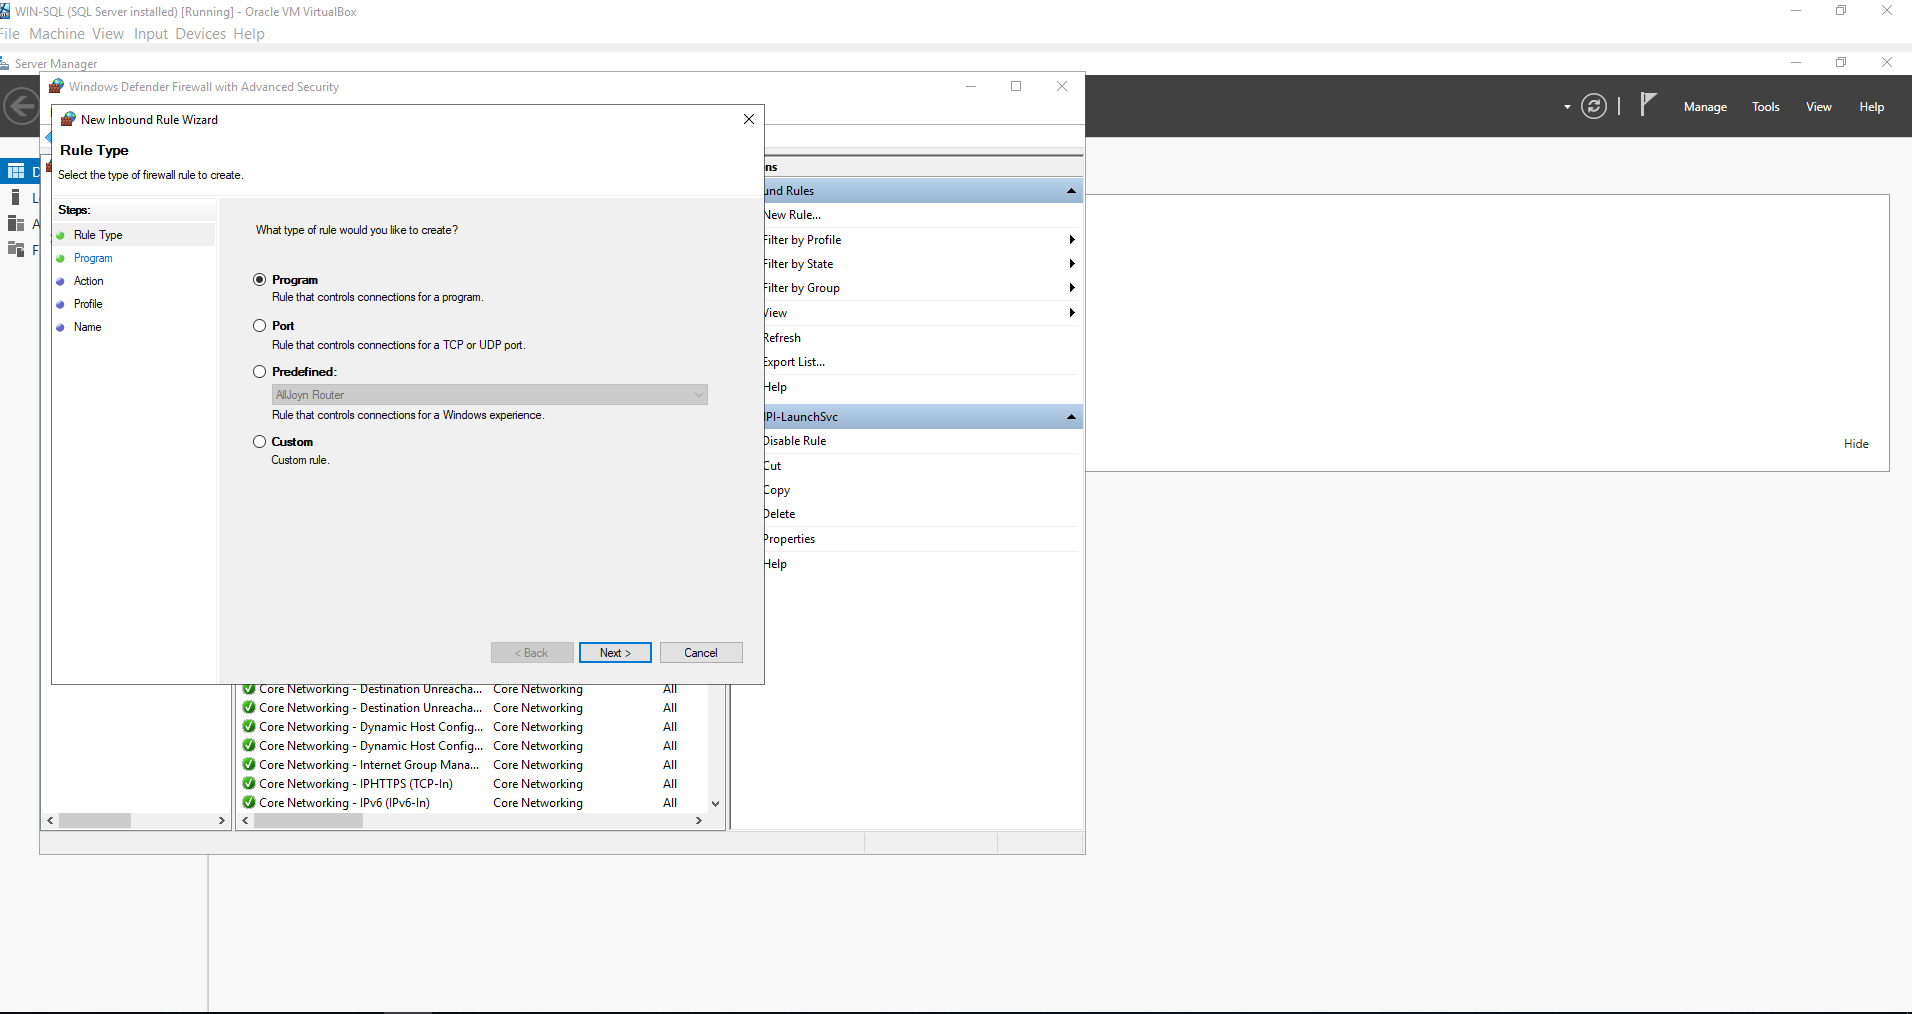 WIN-SQL (SQL Server installed) [Running] - Oracle VM VirtualBox
File Machine View Input Devices Help
Server Manager
Windows Defender Firewall with Advanced Security
Manage Tools View Help
New Inbound Rule Wizard
Rule Type
Select the type of firewall rule to create.
Steps:
Rule Type
Program
Action
Profile
Name
What type of rule would you like to create?
Program
Rule that controls connections for a program.
Port
Rule that controls connections for a TCP or UDP port.
Predefined:
AllJoyn Router
Rule that controls connections for a Windows experience.
Custom
Custom rule.
< Back Next > Cancel
ns
und Rules
New Rule...
Filter by Profile
Filter by State
Filter by Group
View
Refresh
Export List...
Help
PI-LaunchSvc
Disable Rule
Cut
Copy
Delete
Properties
Help
Hide
Core Networking - Destination Unreacha... Core Networking All
Core Networking - Destination Unreacha... Core Networking All
Core Networking - Dynamic Host Config... Core Networking All
Core Networking - Dynamic Host Config... Core Networking All
Core Networking - Internet Group Mana... Core Networking All
Core Networking - IPHTTPS (TCP-In) Core Networking All
Core Networking - IPv6 (IPv6-In) Core Networking All